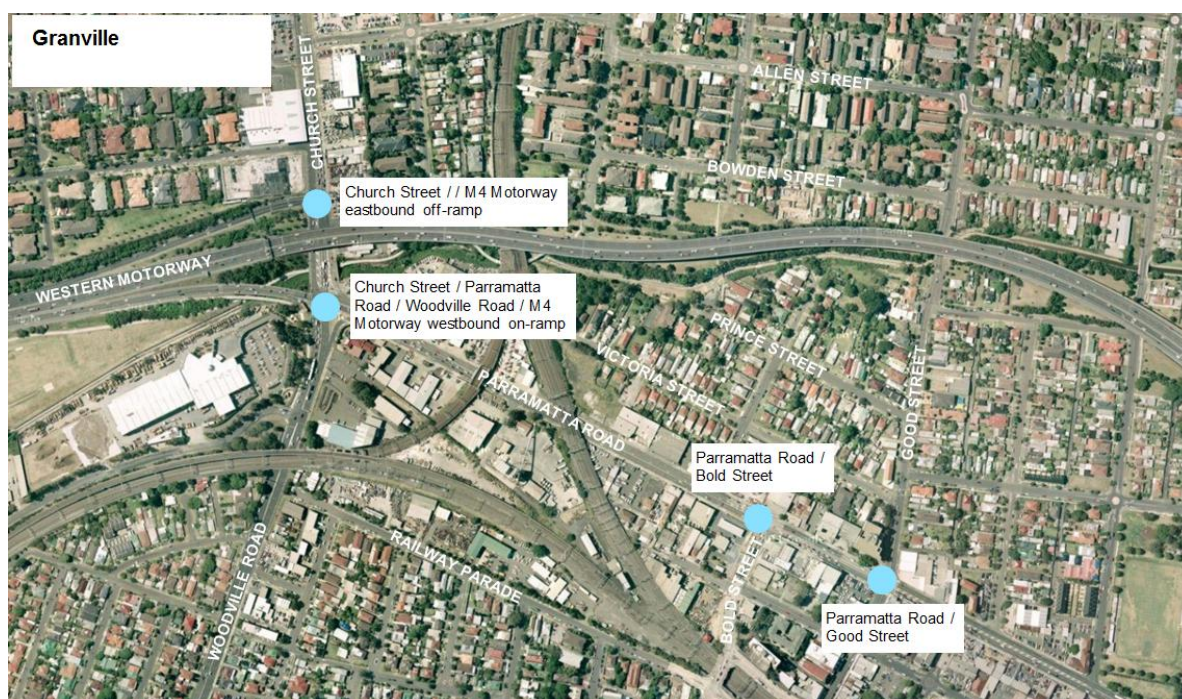 Granville
CHURCH STREET
ALLEN STREET
BOWDEN STREET
Church Street / / M4 Motorway
eastbound off-ramp
WESTERN MOTORWAY
Church Street / Parramatta
Road / Woodville Road / M4
Motorway westbound on-ramp
PRINCE STREET
VICTORIA STREET
GOOD STREET
PARRAMATTA ROAD
Parramatta Road /
Bold Street
WOODVILLE ROAD
RAILWAY PARADE
BOLD STREET
Parramatta Road /
Good Street